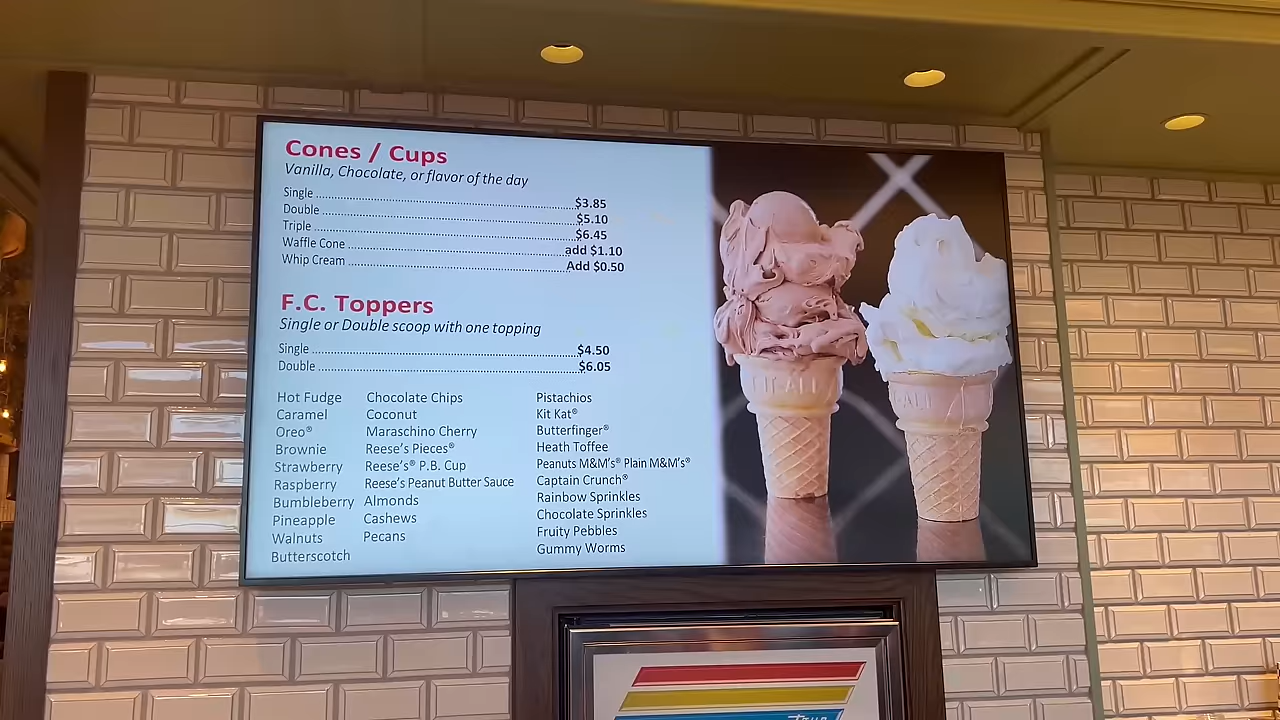 Cones / Cups
Vanilla, Chocolate, or flavor of the day
Single $3.85
Double $5.10
Triple $6.45
Waffle Cone add $1.10
Whip Cream Add $0.50
F.C. Toppers
Single or Double scoop with one topping
Single $4.50
Double $6.05
Hot Fudge
Caramel
Oreo®
Brownie
Strawberry
Raspberry
Bumbleberry
Pineapple
Walnuts
Butterscotch
Chocolate Chips
Coconut
Maraschino Cherry
Reese's Pieces®
Reese's® P.B. Cup
Reese's Peanut Butter Sauce
Almonds
Cashews
Pecans
Pistachios
Kit Kat®
Butterfinger®
Heath Toffee
Peanuts M&M's® Plain M&M's®
Captain Crunch®
Rainbow Sprinkles
Chocolate Sprinkles
Fruity Pebbles
Gummy Worms